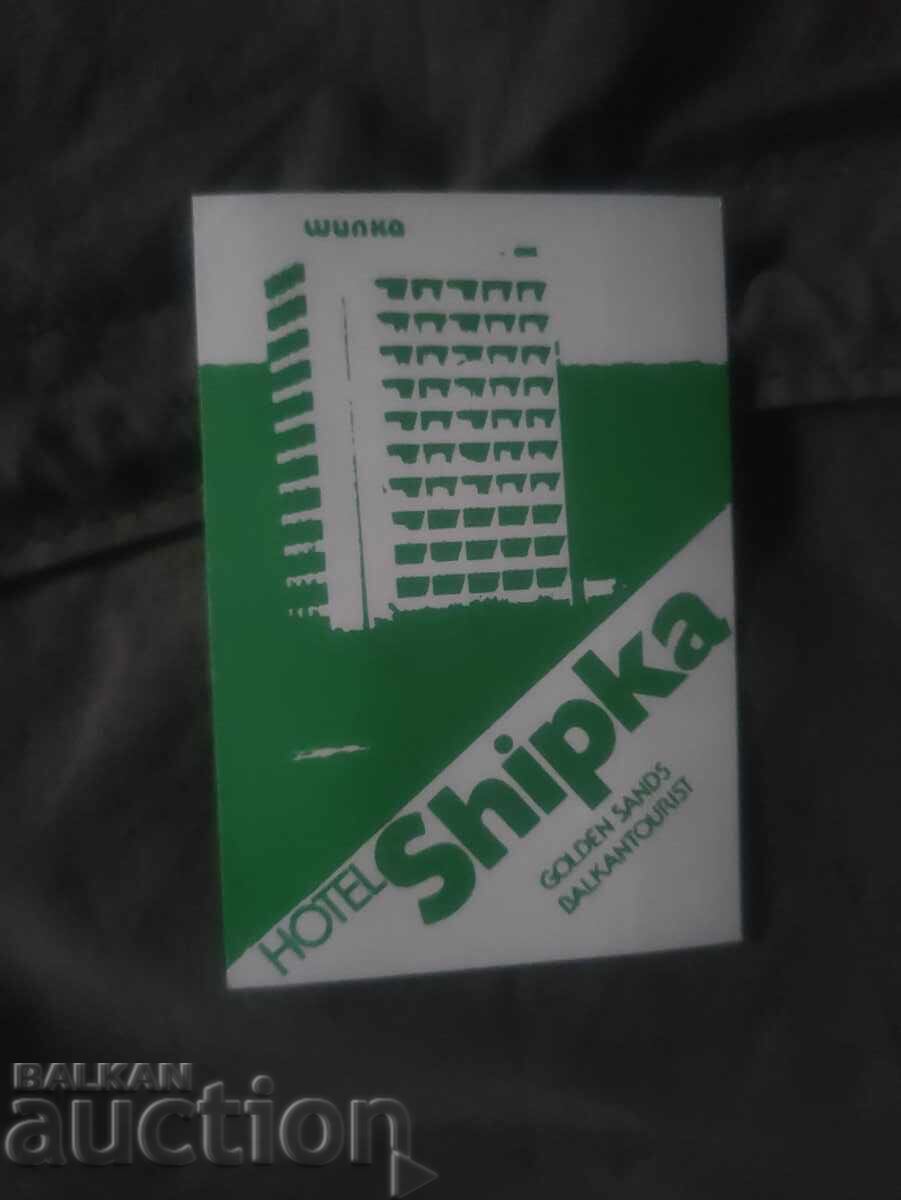 шипка
HOTEL Shipka
GOLDEN SANDS
BALKANTOURIST
BALKAN
auction